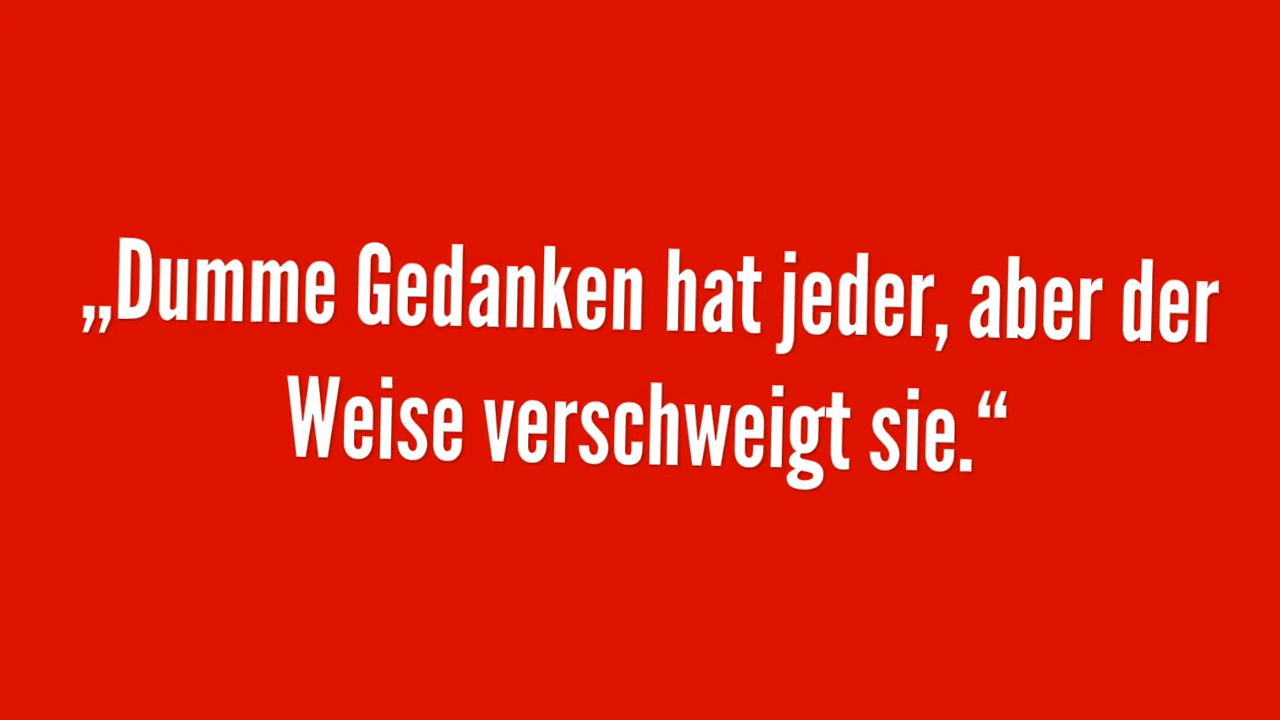 „Dumme Gedanken hat jeder, aber der
Weise verschweigt sie.“